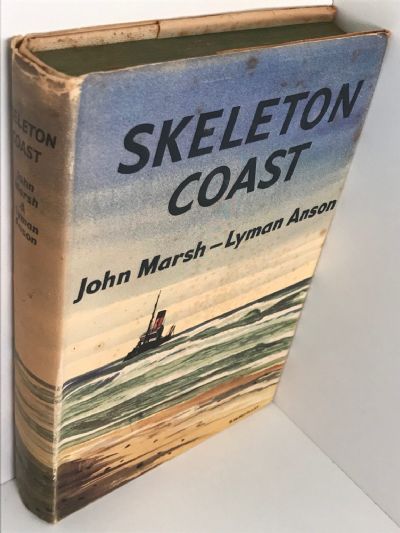 SKELETON
COAST
John Marsh – Lyman Anson
SKELETON
COAST
John
Marsh
&
Lyman
Anson